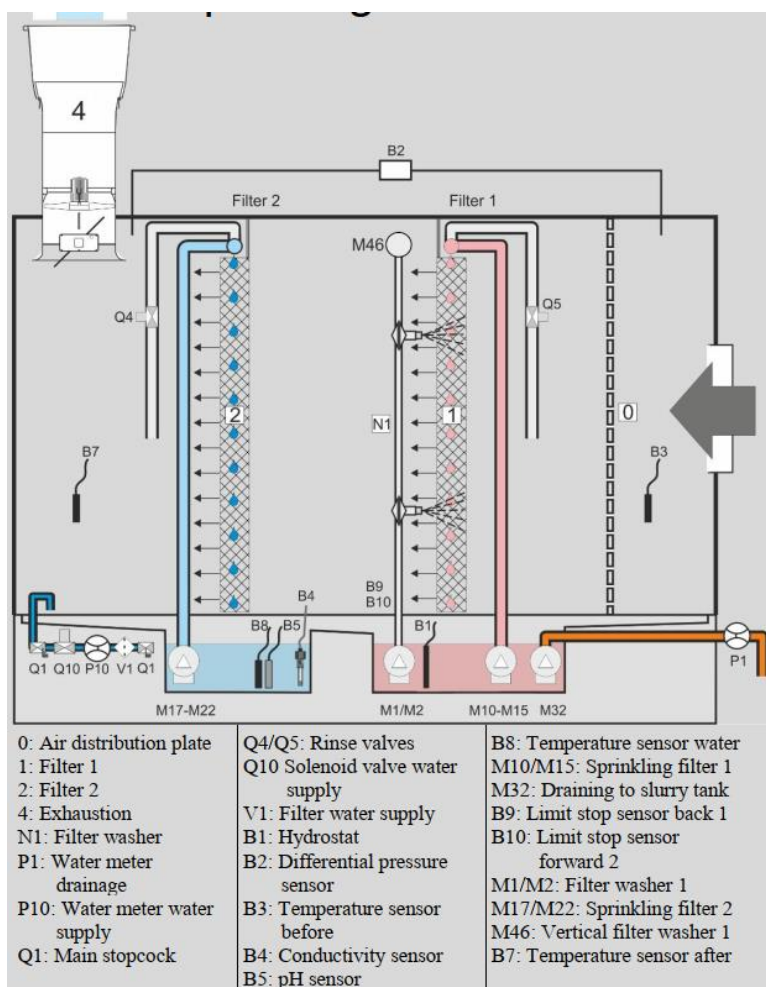 4
B2
Filter 2
Filter 1
M46
Q4
Q5
2
N1
1
0
B7
B3
B9
B10
B4
B8
B5
B1
Q1
Q10
P10
V1
Q1
P1
M17-M22
M1/M2
M10-M15
M32
0: Air distribution plate
1: Filter 1
2: Filter 2
4: Exhaustion
N1: Filter washer
P1: Water meter
drainage
P10: Water meter water
supply
Q1: Main stopcock
Q4/Q5: Rinse valves
Q10 Solenoid valve water
supply
V1: Filter water supply
B1: Hydrostat
B2: Differential pressure
sensor
B3: Temperature sensor
before
B4: Conductivity sensor
B5: pH sensor
B8: Temperature sensor water
M10/M15: Sprinkling filter 1
M32: Draining to slurry tank
B9: Limit stop sensor back 1
B10: Limit stop sensor
forward 2
M1/M2: Filter washer 1
M17/M22: Sprinkling filter 2
M46: Vertical filter washer 1
B7: Temperature sensor after